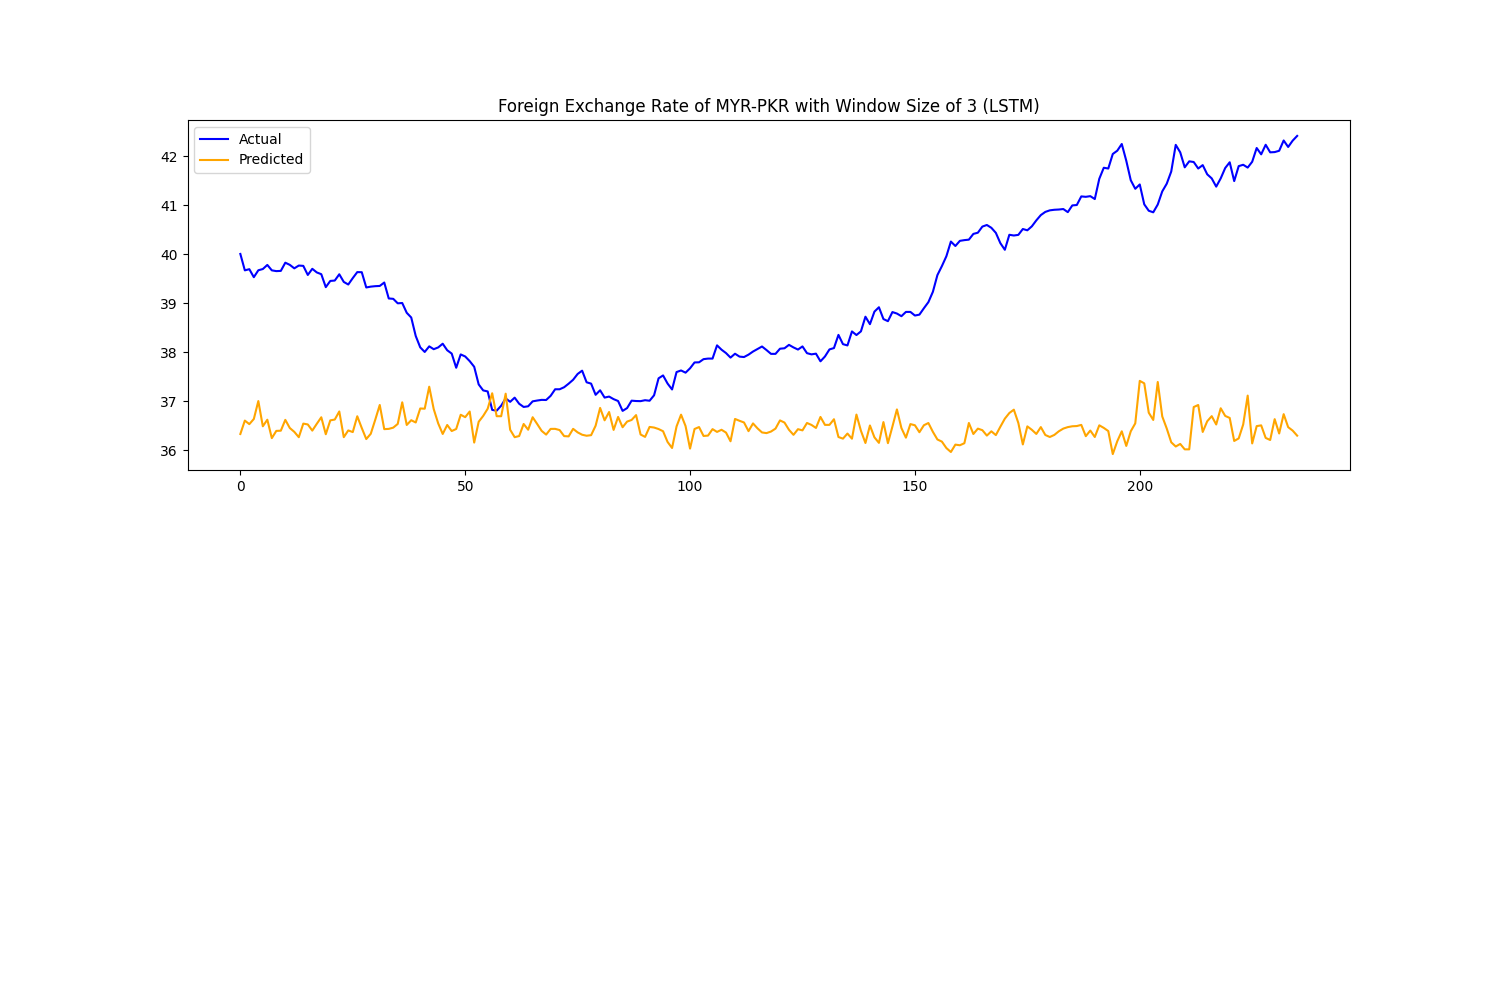 Foreign Exchange Rate of MYR-PKR with Window Size of 3 (LSTM)
Actual
Predicted
42
41
40
39
38
37
36
0 50 100 150 200